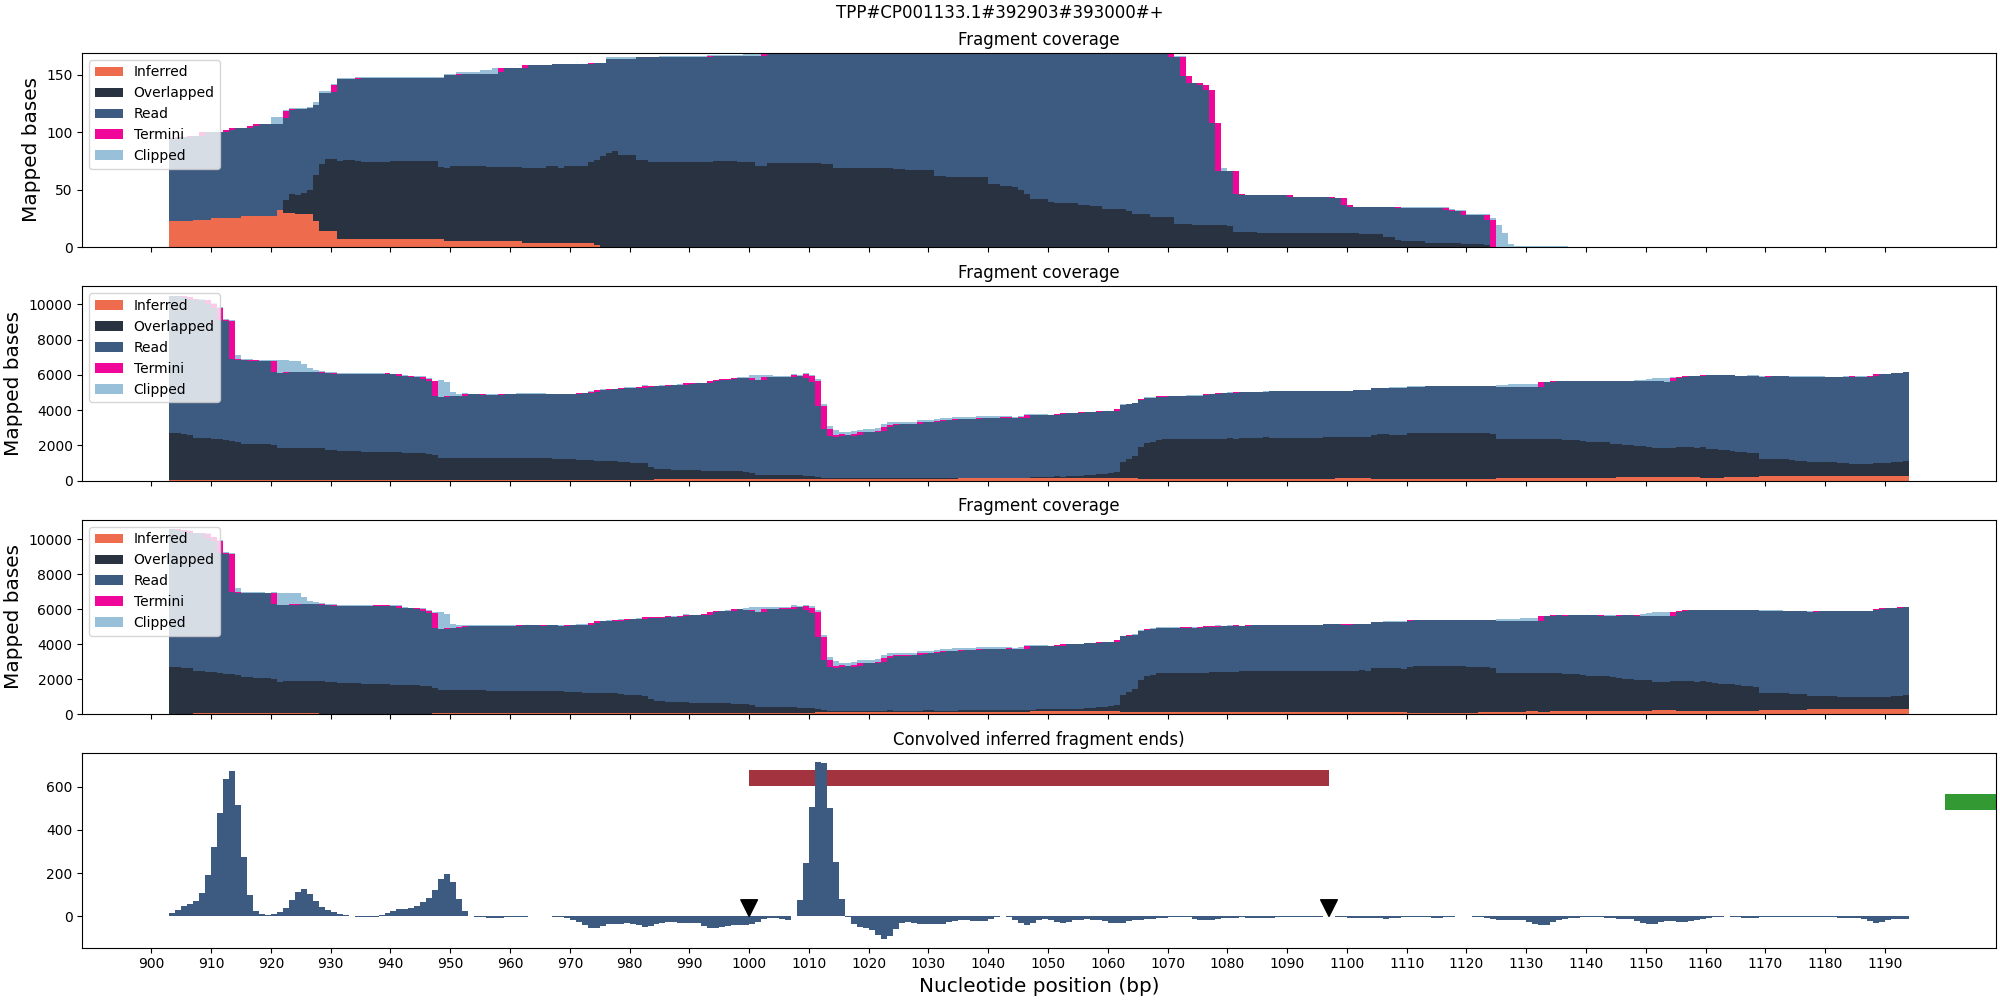 TPP#CP001133.1#392903#393000#+
Fragment coverage
Mapped bases
150
100
50
0
Inferred
Overlapped
Read
Termini
Clipped
Fragment coverage
Mapped bases
10000
8000
6000
4000
2000
0
Inferred
Overlapped
Read
Termini
Clipped
Fragment coverage
Mapped bases
10000
8000
6000
4000
2000
0
Inferred
Overlapped
Read
Termini
Clipped
Convolved inferred fragment ends)
600
400
200
0
900 910 920 930 940 950 960 970 980 990 1000 1010 1020 1030 1040 1050 1060 1070 1080 1090 1100 1110 1120 1130 1140 1150 1160 1170 1180 1190
Nucleotide position (bp)